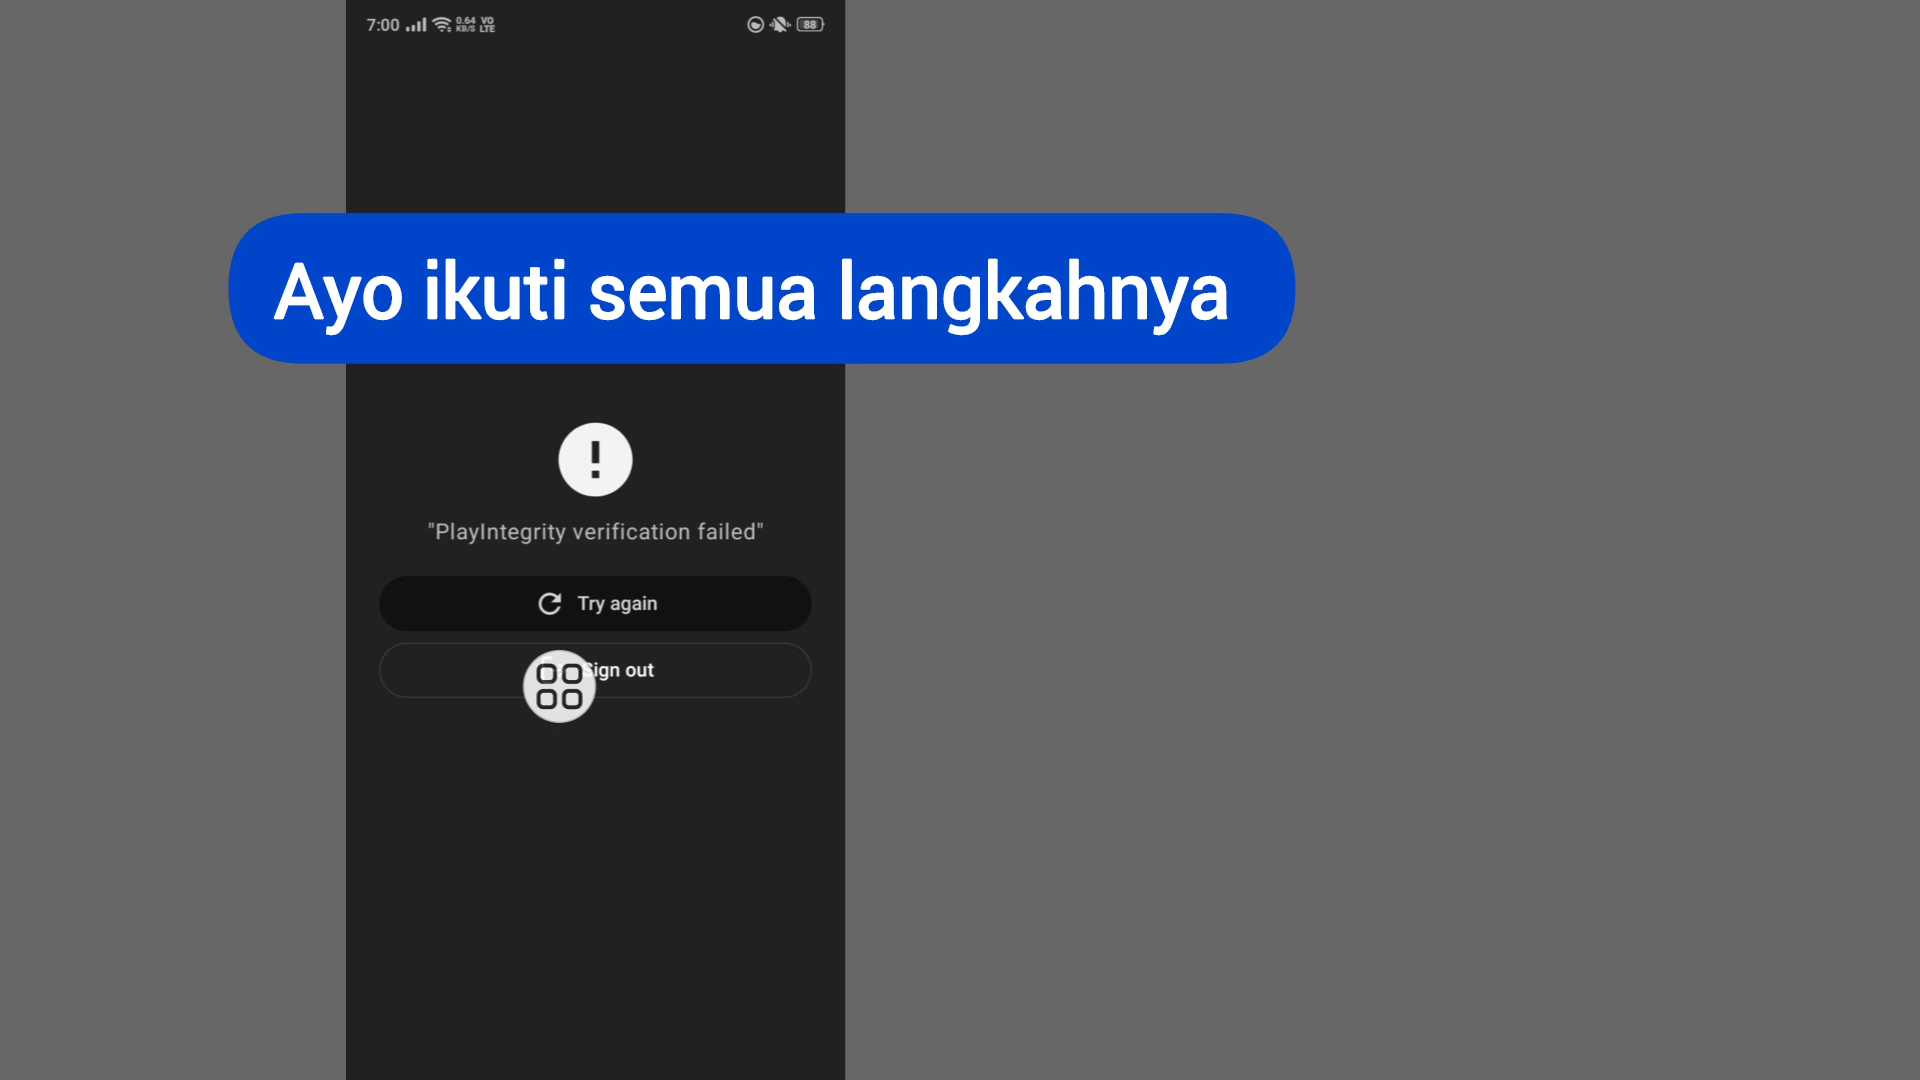 7:00 0.64 KB/S VO LTE 88
Ayo ikuti semua langkahnya
"PlayIntegrity verification failed"
Try again
Sign out